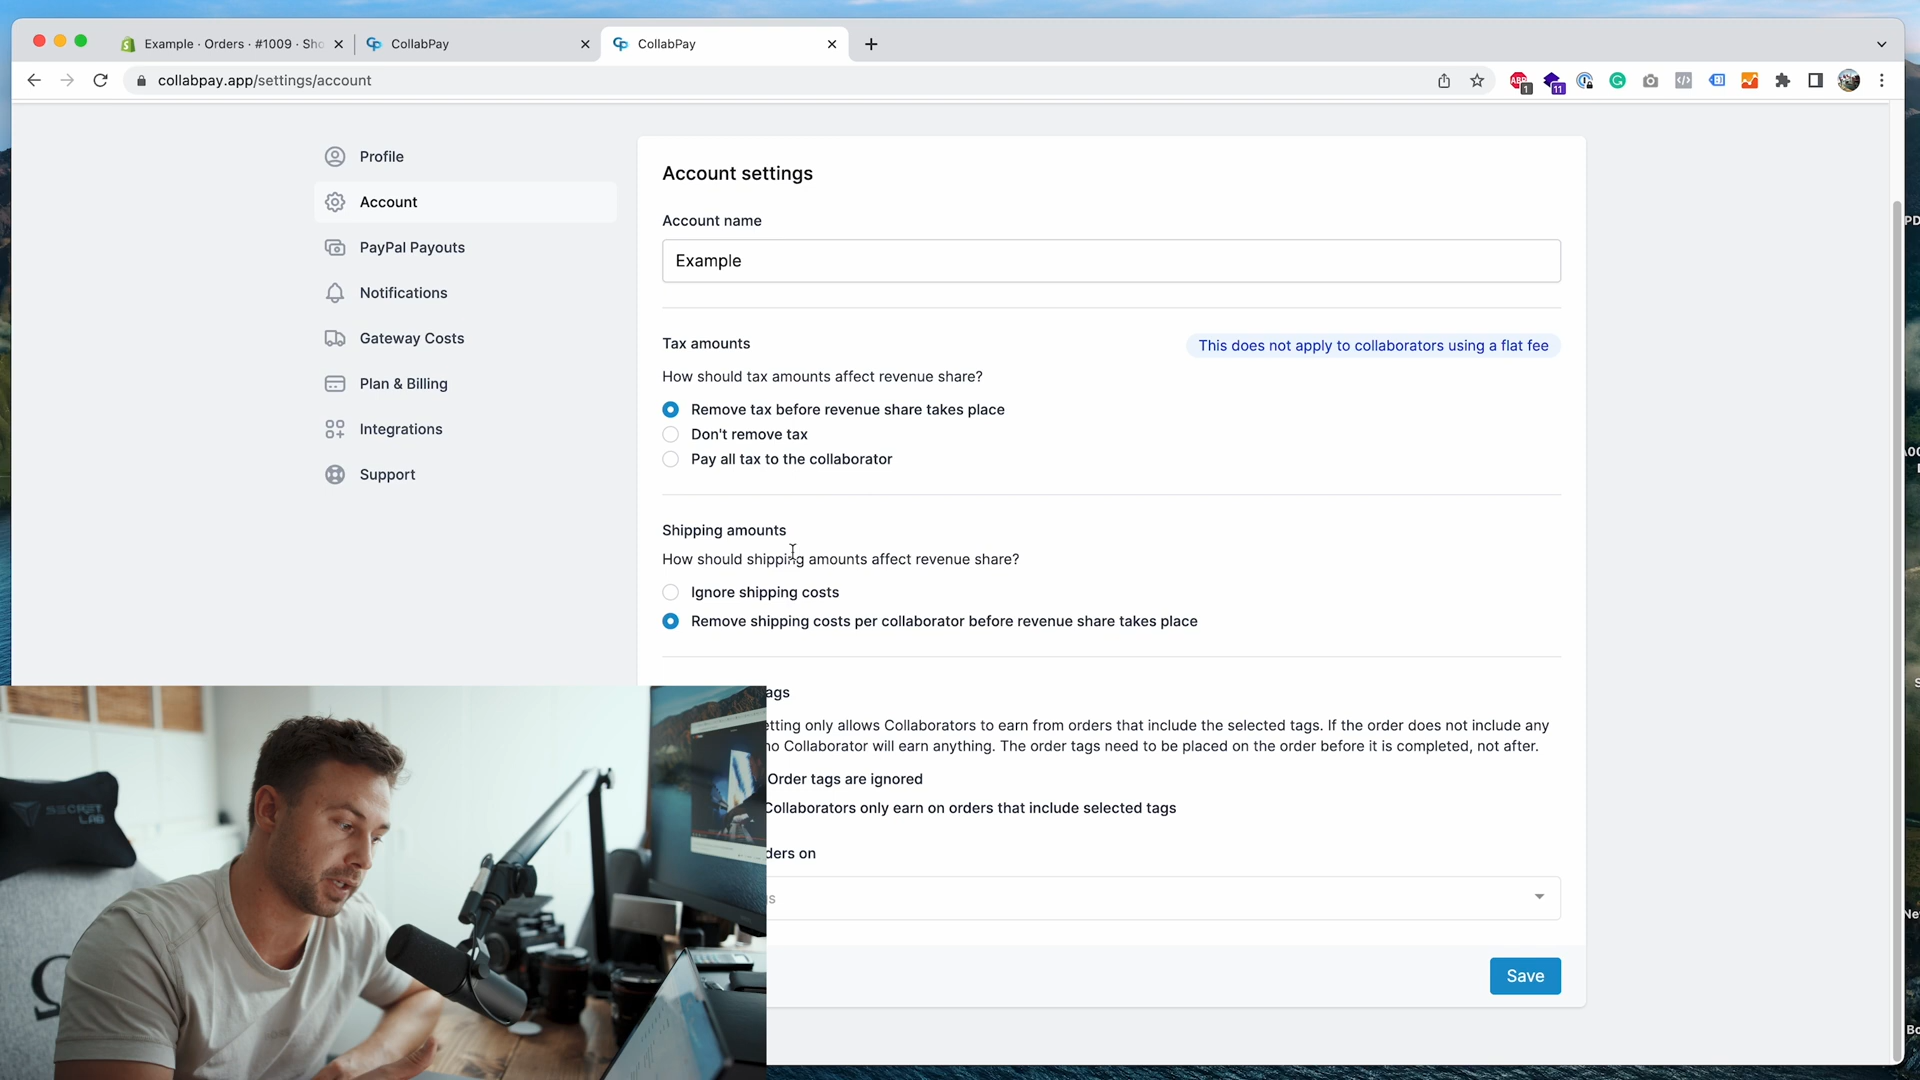 Example · Orders · #1009 · Sho
CollabPay
CollabPay
collabpay.app/settings/account
ABP
1
11
Profile
Account
PayPal Payouts
Notifications
Gateway Costs
Plan & Billing
Integrations
Support
Account settings
Account name
Example
Tax amounts
This does not apply to collaborators using a flat fee
How should tax amounts affect revenue share?
Remove tax before revenue share takes place
Don't remove tax
Pay all tax to the collaborator
Shipping amounts
How should shipping amounts affect revenue share?
Ignore shipping costs
Remove shipping costs per collaborator before revenue share takes place
ags
etting only allows Collaborators to earn from orders that include the selected tags. If the order does not include any
no Collaborator will earn anything. The order tags need to be placed on the order before it is completed, not after.
Order tags are ignored
Collaborators only earn on orders that include selected tags
ders on
s
Save
SECRET
LAB
PD